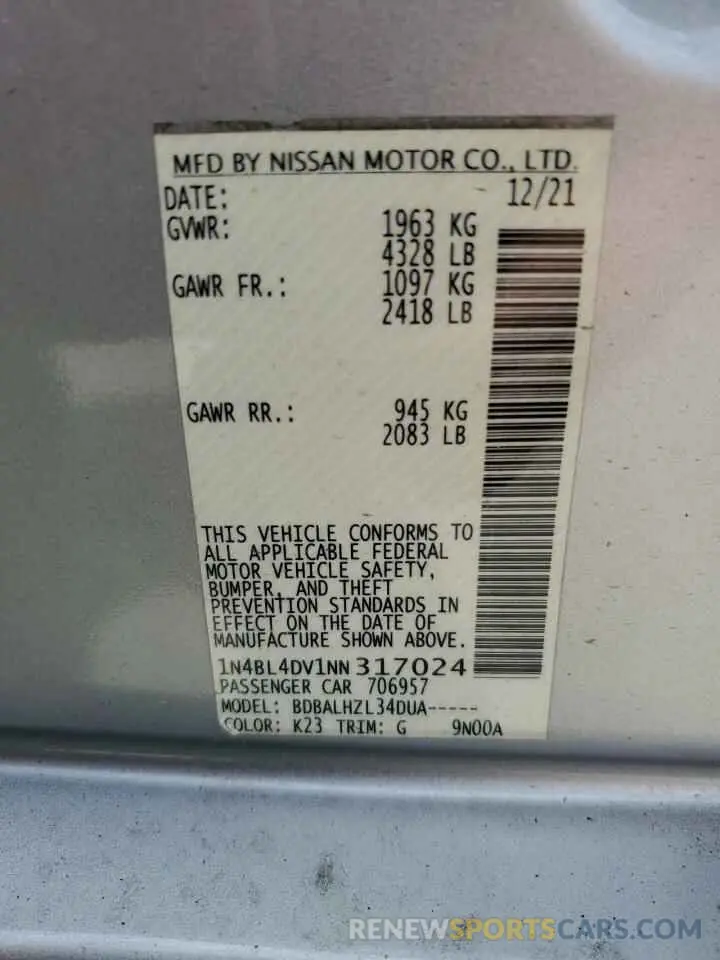 MFD BY NISSAN MOTOR CO., LTD.
DATE: 12/21
GVWR: 1963 KG
4328 LB
GAWR FR.: 1097 KG
2418 LB
GAWR RR.: 945 KG
2083 LB
THIS VEHICLE CONFORMS TO
ALL APPLICABLE FEDERAL
MOTOR VEHICLE SAFETY,
BUMPER, AND THEFT
PREVENTION STANDARDS IN
EFFECT ON THE DATE OF
MANUFACTURE SHOWN ABOVE.
1N4BL4DV1NN317024
PASSENGER CAR 706957
MODEL: BDBALHZL34DUA-----
COLOR: K23 TRIM: G 9N00A
RENEWSPORTSCARS.COM